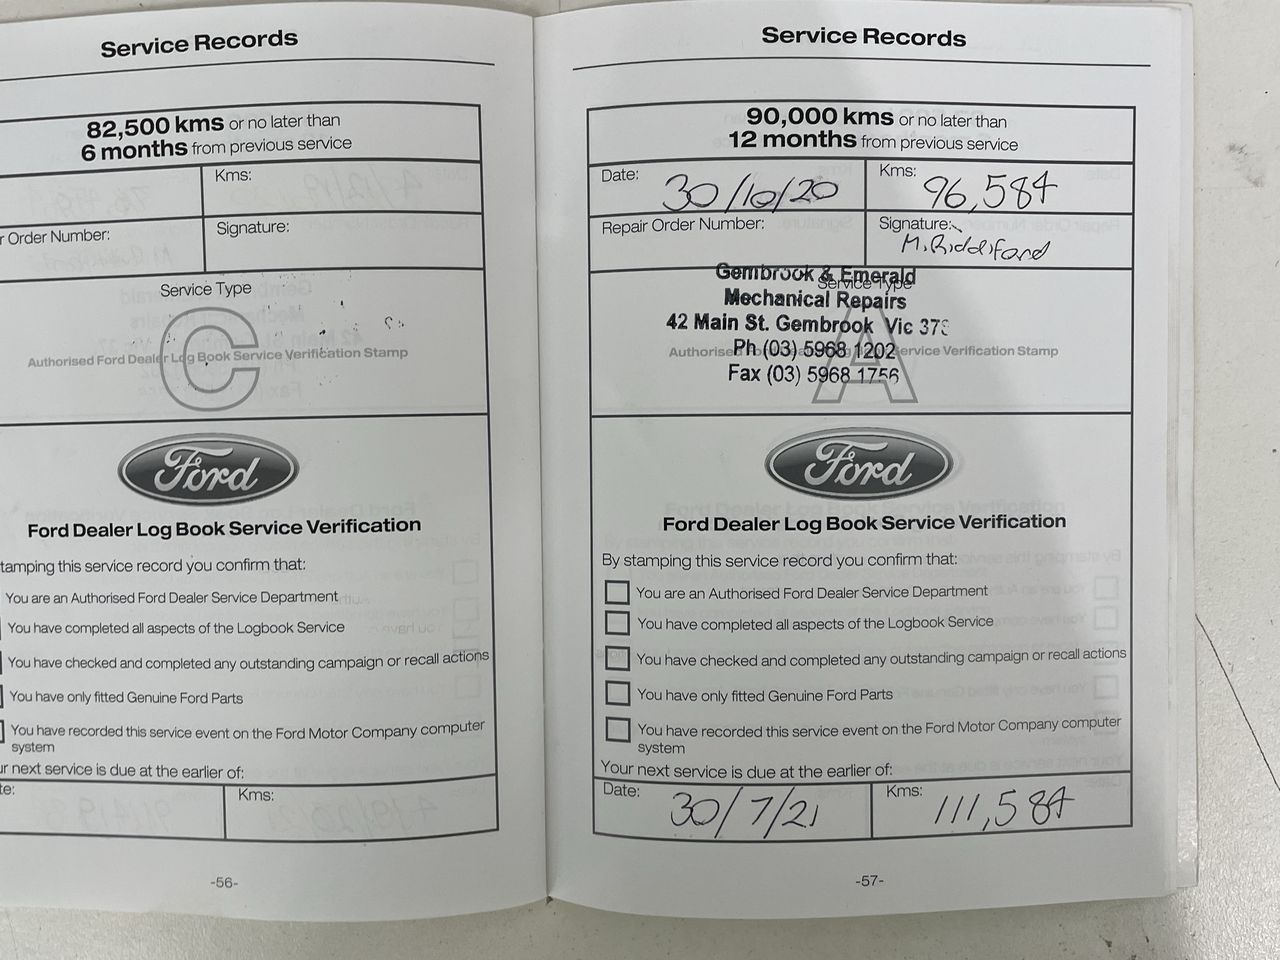 Service Records
82,500 kms or no later than
6 months from previous service
Kms:
r Order Number:
Signature:
Service Type
C
Authorised Ford Dealer Log Book Service Verification Stamp
Ford
Ford Dealer Log Book Service Verification
tamping this service record you confirm that:
You are an Authorised Ford Dealer Service Department
You have completed all aspects of the Logbook Service
You have checked and completed any outstanding campaign or recall actions
You have only fitted Genuine Ford Parts
You have recorded this service event on the Ford Motor Company computer
system
ur next service is due at the earlier of:
te:
Kms:
-56-
Service Records
90,000 kms or no later than
12 months from previous service
Date: 30/10/20
Kms: 96,584
Repair Order Number:
Signature: M.Riddiford
Gembrook & Emerald
Service Type
Mechanical Repairs
42 Main St. Gembrook Vic 378
A
Ph (03) 5968 1202
Authorised Service Verification Stamp
Fax (03) 5968 1756
Ford
Ford Dealer Log Book Service Verification
By stamping this service record you confirm that:
You are an Authorised Ford Dealer Service Department
You have completed all aspects of the Logbook Service
You have checked and completed any outstanding campaign or recall actions
You have only fitted Genuine Ford Parts
You have recorded this service event on the Ford Motor Company computer
system
Your next service is due at the earlier of:
Date: 30/7/21
Kms: 111,584
-57-